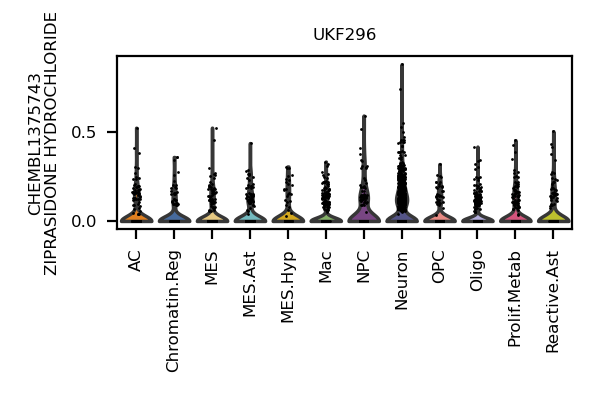 UKF296
CHEMBL1375743
ZIPRASIDONE HYDROCHLORIDE
0.5
0.0
AC
Chromatin.Reg
MES
MES.Ast
MES.Hyp
Mac
NPC
Neuron
OPC
Oligo
Prolif.Metab
Reactive.Ast